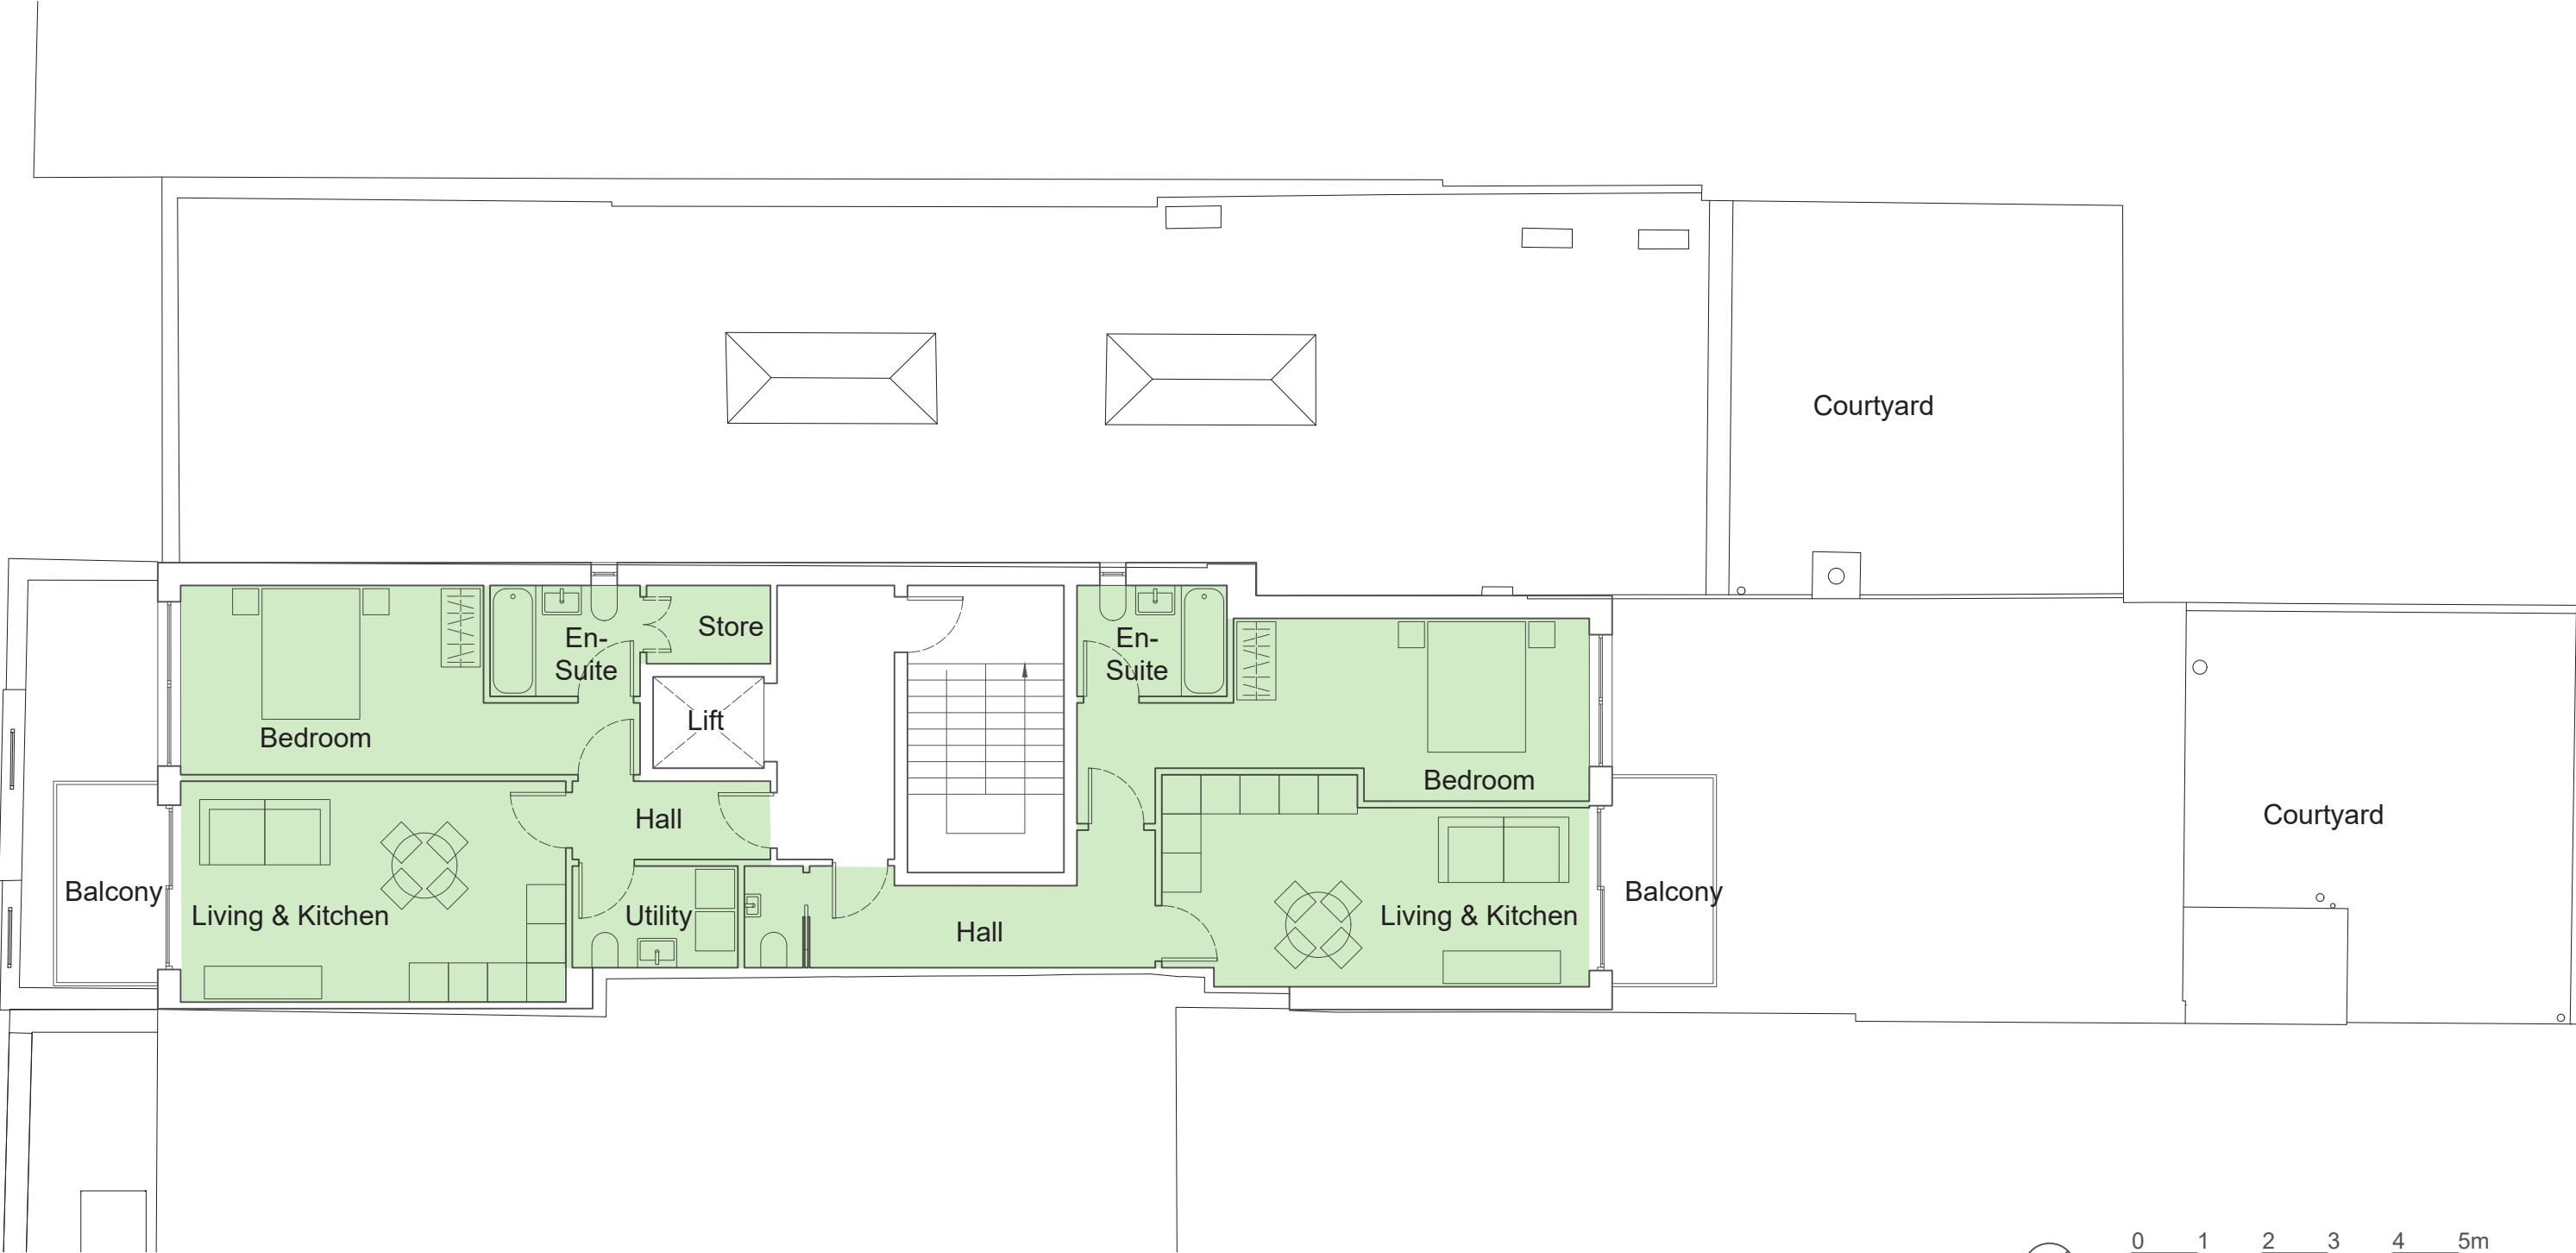 Courtyard
Store
En-
Suite
En-
Suite
Lift
Bedroom
Bedroom
Hall
Courtyard
Balcony
Living & Kitchen
Utility
Hall
Living & Kitchen
Balcony
0 1 2 3 4 5m